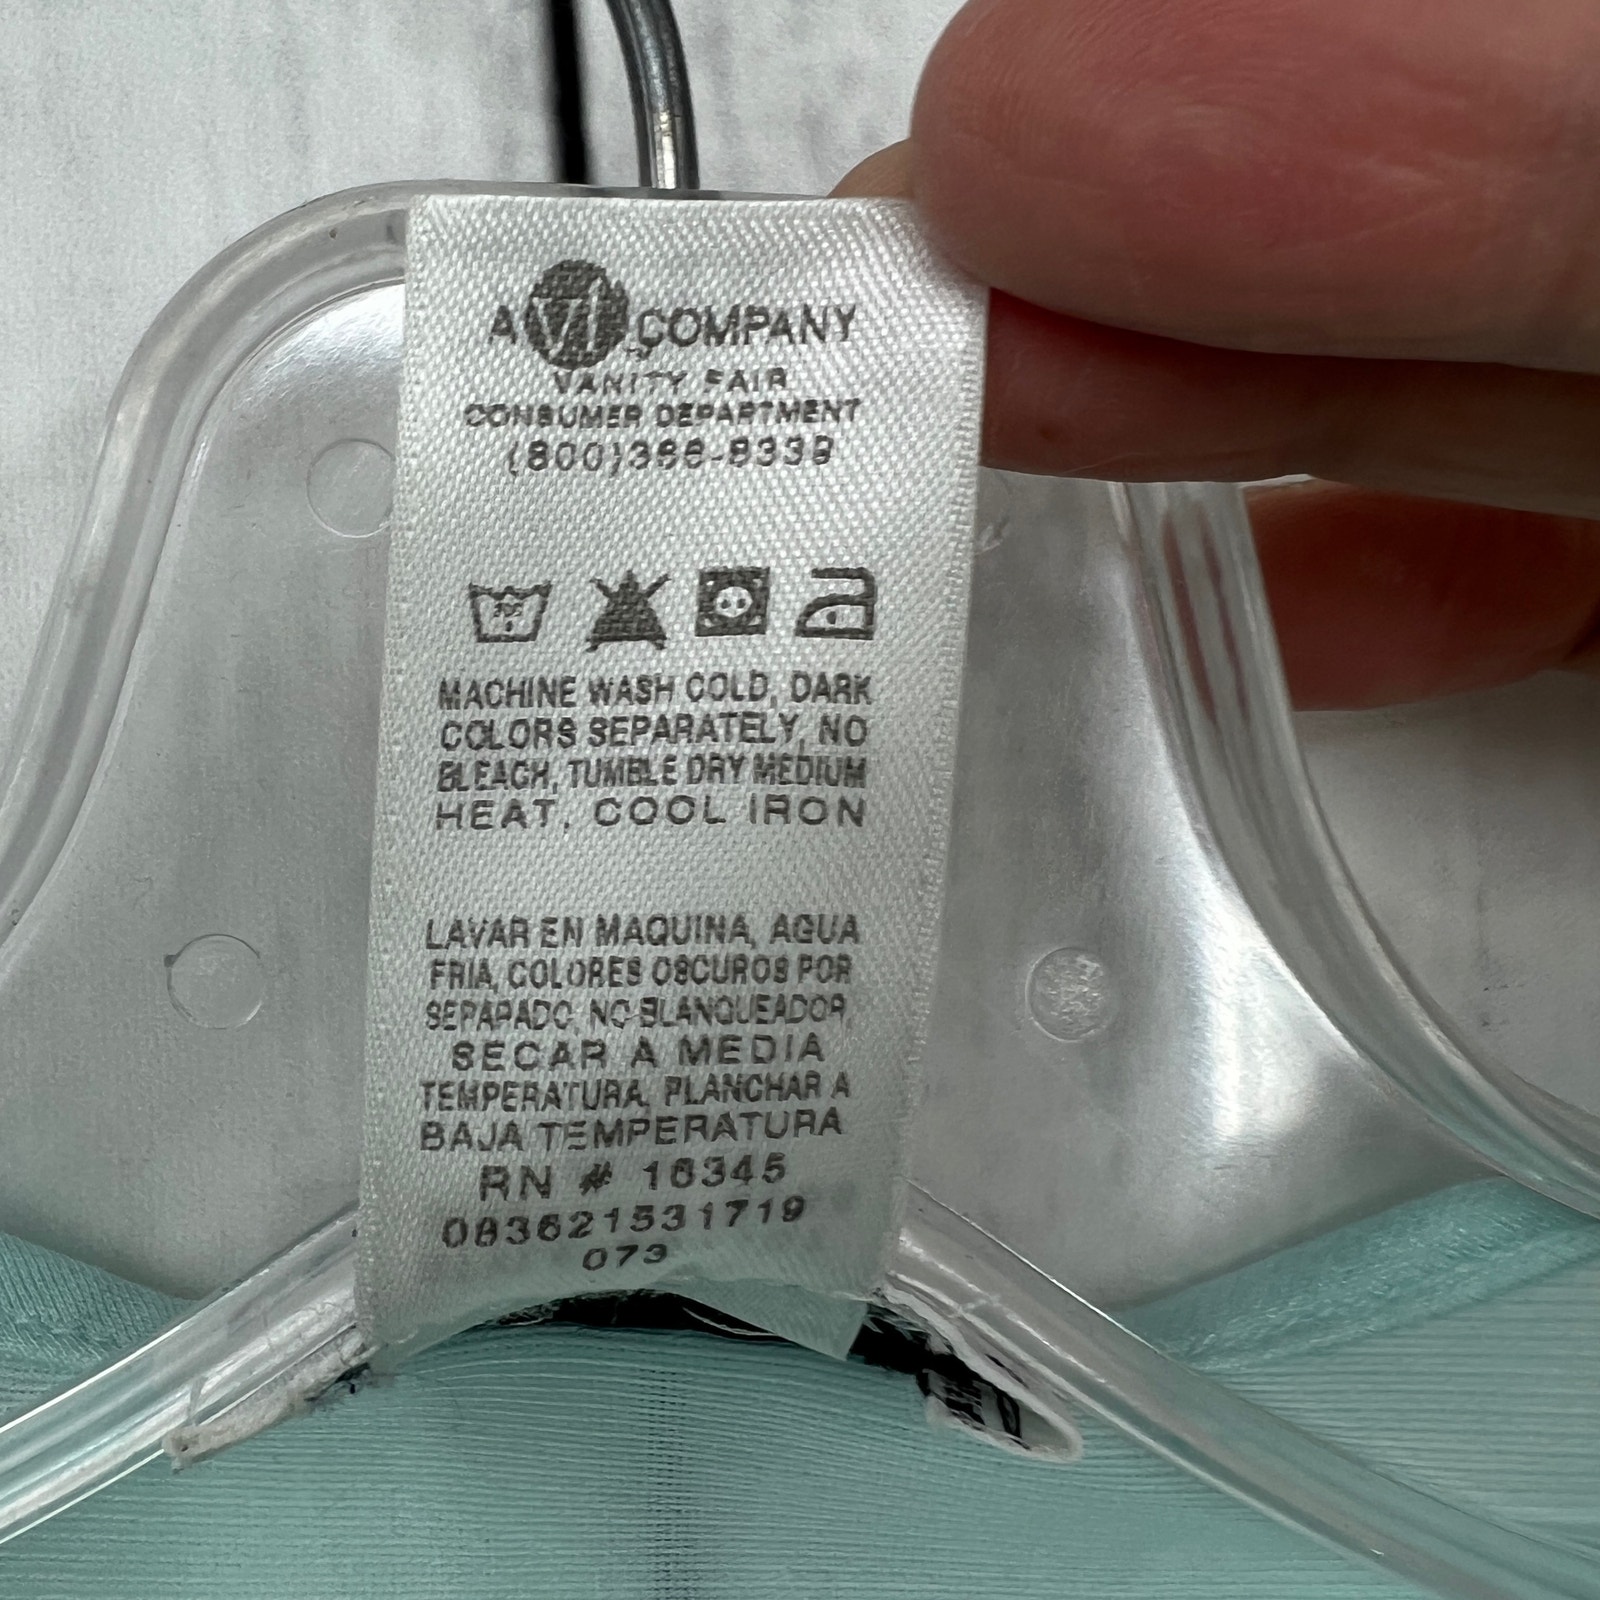 A vf COMPANY
VANITY FAIR
CONSUMER DEPARTMENT
(800)366-8339
MACHINE WASH COLD, DARK
COLORS SEPARATELY, NO
BLEACH, TUMBLE DRY MEDIUM
HEAT, COOL IRON
LAVAR EN MAQUINA, AGUA
FRIA, COLORES OSCUROS POR
SEPARADO, NO BLANQUEADOR,
SECAR A MEDIA
TEMPERATURA, PLANCHAR A
BAJA TEMPERATURA
RN # 16345
083621531719
073